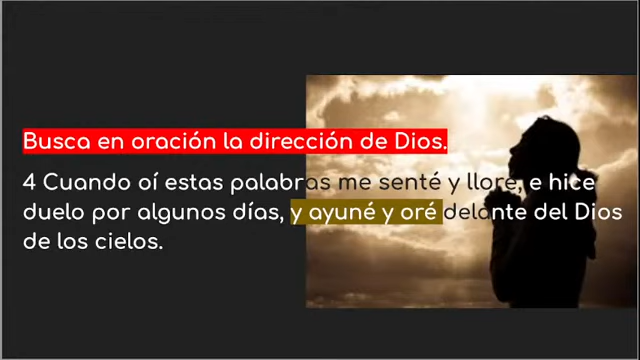 Busca en oración la dirección de Dios.
4 Cuando oí estas palabras me senté y lloré, e hice
duelo por algunos días, y ayuné y oré delante del Dios
de los cielos.